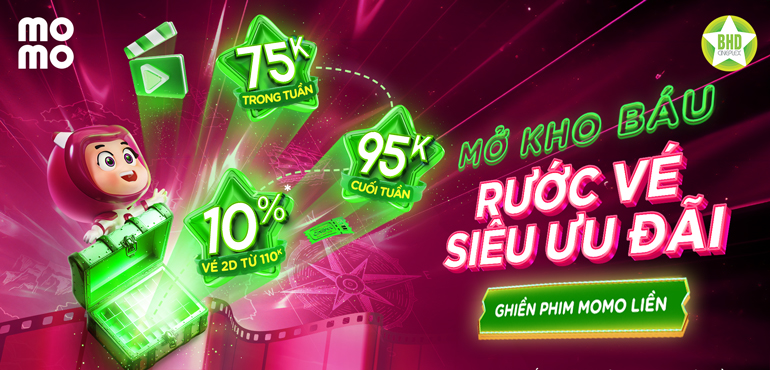 mo
mo
75K
TRONG TUẦN
95K
CUỐI TUẦN
10%*
VÉ 2D TỪ 110K
BHD
CINEPLEX
MỞ KHO BÁU
RƯỚC VÉ
SIÊU ƯU ĐÃI
GHIỀN PHIM MOMO LIỀN